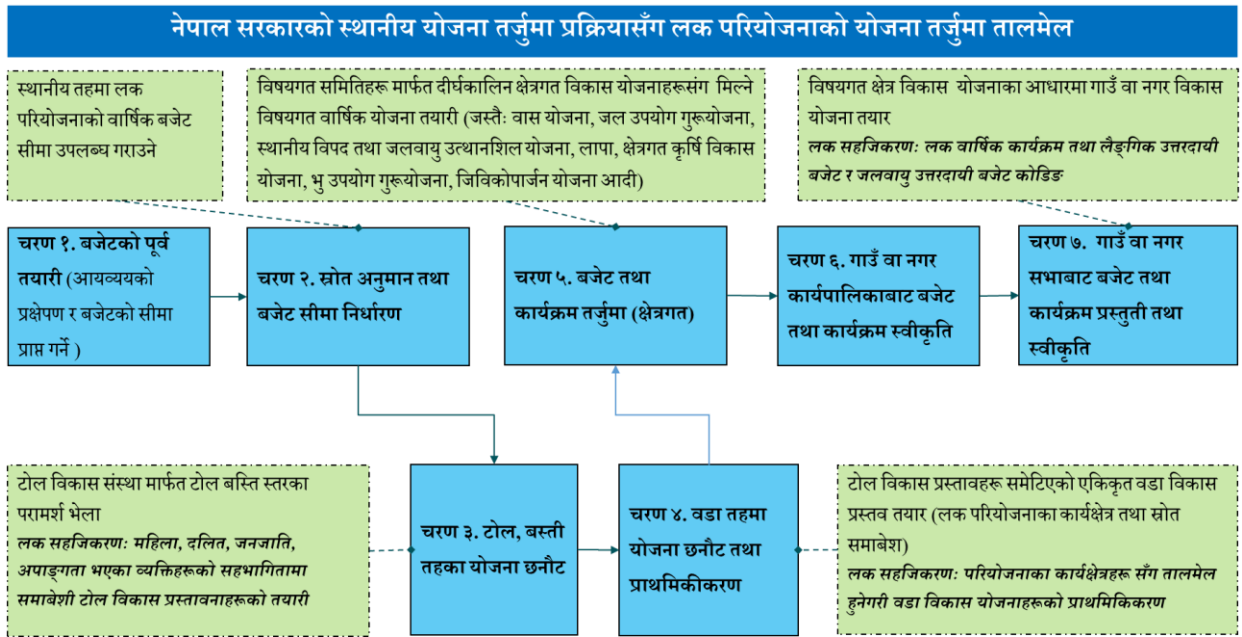 नेपाल सरकारको स्थानीय योजना तर्जुमा प्रक्रियासँग लक परियोजनाको योजना तर्जुमा तालमेल
स्थानीय तहमा लक
परियोजनाको वार्षिक बजेट
सीमा उपलब्घ गराउने
विषयगत समितिहरू मार्फत दीर्घकालिन क्षेत्रगत विकास योजनाहरूसंग मिल्ने
विषयगत वार्षिक योजना तयारी (जस्तैः वास योजना, जल उपयोग गुरूयोजना,
स्थानीय विपद तथा जलवायु उत्थानशिल योजना, लापा, क्षेत्रगत कृर्षि विकास
योजना, भु उपयोग गुरूयोजना, जिविकोपार्जन योजना आदी)
विषयगत क्षेत्र विकास योजनाका आधारमा गाउँ वा नगर विकास
योजना तयार
लक सहजिकरणः लक वार्षिक कार्यक्रम तथा लैङ्गिक उत्तरदायी
बजेट र जलवायु उत्तरदायी बजेट कोडिङ
चरण १. बजेटको पूर्व
तयारी (आयव्ययको
प्रक्षेपण र बजेटको सीमा
प्राप्त गर्ने )
चरण २. स्रोत अनुमान तथा
बजेट सीमा निर्धारण
चरण ५. बजेट तथा
कार्यक्रम तर्जुमा (क्षेत्रगत)
चरण ६. गाउँ वा नगर
कार्यपालिकाबाट बजेट
तथा कार्यक्रम स्वीकृति
चरण ७. गाउँ वा नगर
सभाबाट बजेट तथा
कार्यक्रम प्रस्तुती तथा
स्वीकृति
टोल विकास संस्था मार्फत टोल बस्ति स्तरका
परामर्श भेला
लक सहजिकरणः महिला, दलित, जनजाति,
अपाङ्गता भएका व्यक्तिहरूको सहभागितामा
समाबेशी टोल विकास प्रस्तावनाहरूको तयारी
चरण ३. टोल, बस्ती
तहका योजना छनौट
चरण ४. वडा तहमा
योजना छनौट तथा
प्राथमिकीकरण
टोल विकास प्रस्तावहरू समेटिएको एकिकृत वडा विकास
प्रस्तव तयार (लक परियोजनाका कार्यक्षेत्र तथा स्रोत
समाबेश)
लक सहजिकरणः परियोजनाका कार्यक्षेत्रहरू सँग तालमेल
हुनेगरी वडा विकास योजनाहरूको प्राथमिकिकरण